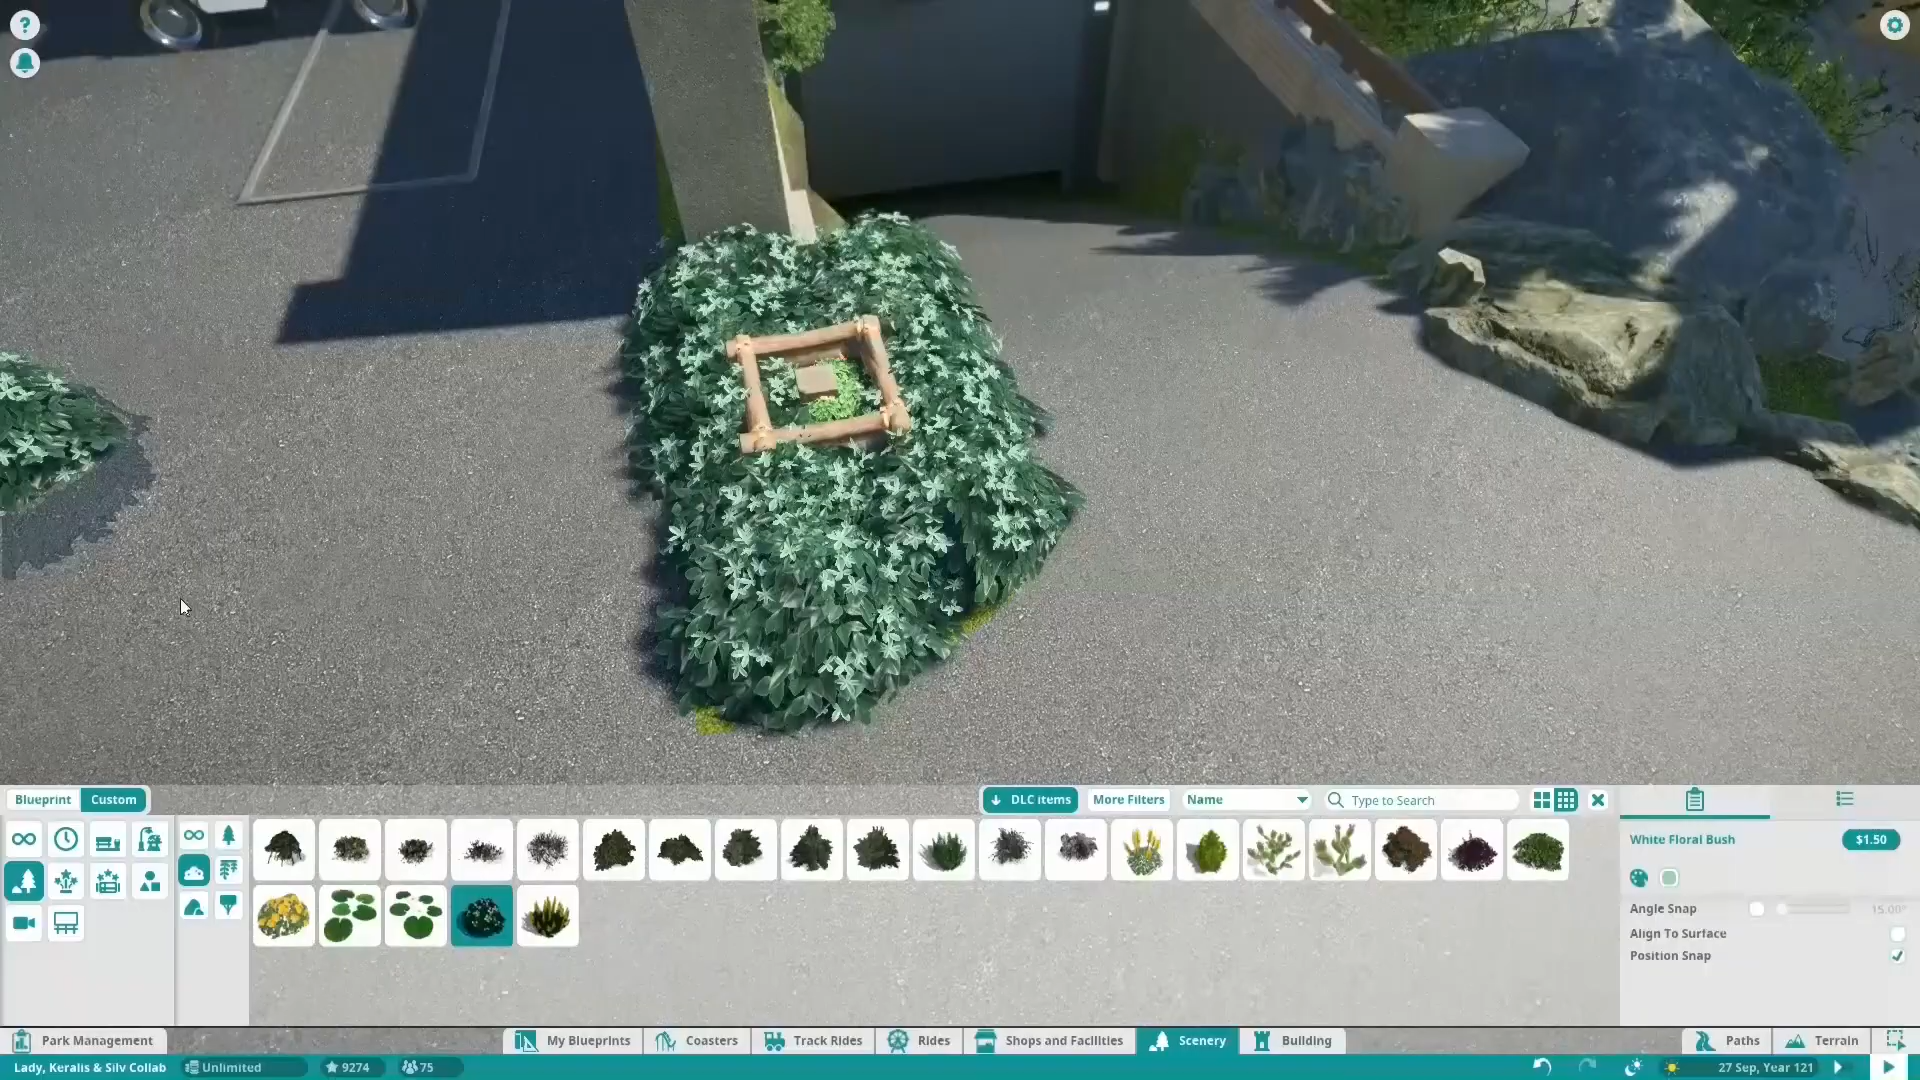 ?
Blueprint
Custom
DLC items
More Filters
Name
Type to Search
White Floral Bush
$1.50
Angle Snap
15.00°
Align To Surface
Position Snap
Park Management
My Blueprints
Coasters
Track Rides
Rides
Shops and Facilities
Scenery
Building
Paths
Terrain
Lady, Keralis & Silv Collab
Unlimited
9274
75
27 Sep, Year 121